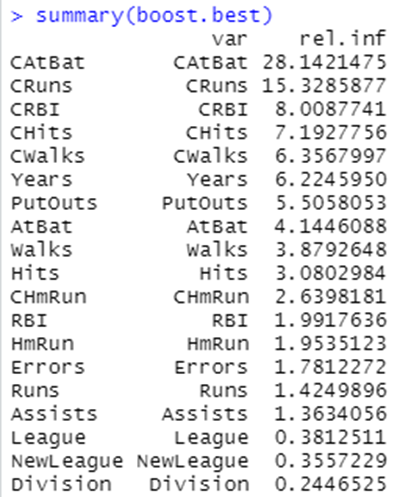 > summary(boost.best)
var rel.inf
CAtBat CAtBat 28.1421475
CRuns CRuns 15.3285877
CRBI CRBI 8.0087741
CHits CHits 7.1927756
CWalks CWalks 6.3567997
Years Years 6.2245950
PutOuts PutOuts 5.5058053
AtBat AtBat 4.1446088
Walks Walks 3.8792648
Hits Hits 3.0802984
CHmRun CHmRun 2.6398181
RBI RBI 1.9917636
HmRun HmRun 1.9535123
Errors Errors 1.7812272
Runs Runs 1.4249896
Assists Assists 1.3634056
League League 0.3812511
NewLeague NewLeague 0.3557229
Division Division 0.2446525